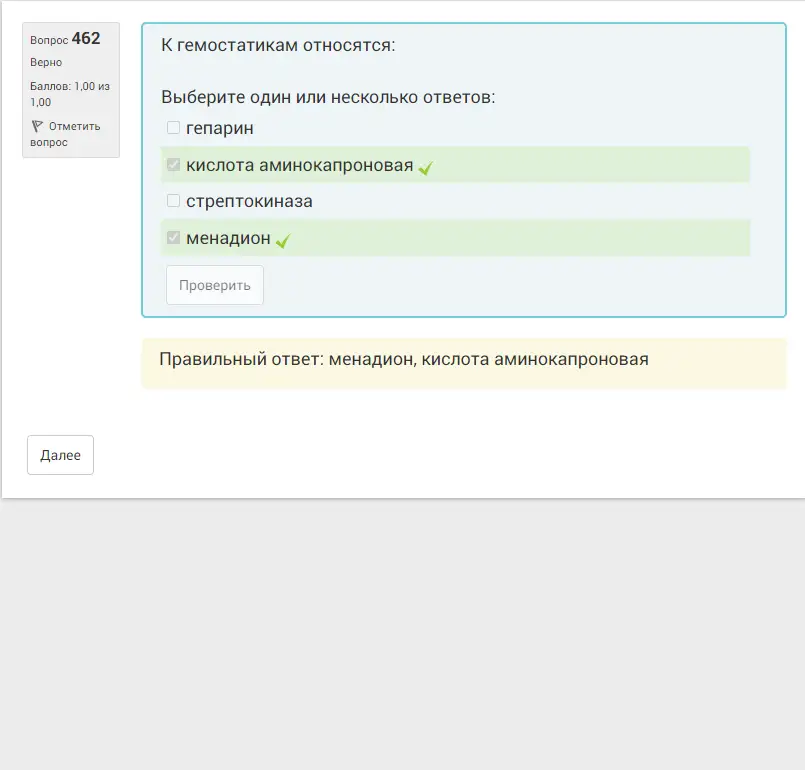 Вопрос 462
Верно
Баллов: 1,00 из
1,00
Отметить
вопрос
К гемостатикам относятся:
Выберите один или несколько ответов:
гепарин
кислота аминокапроновая
стрептокиназа
менадион
Проверить
Правильный ответ: менадион, кислота аминокапроновая
Далее